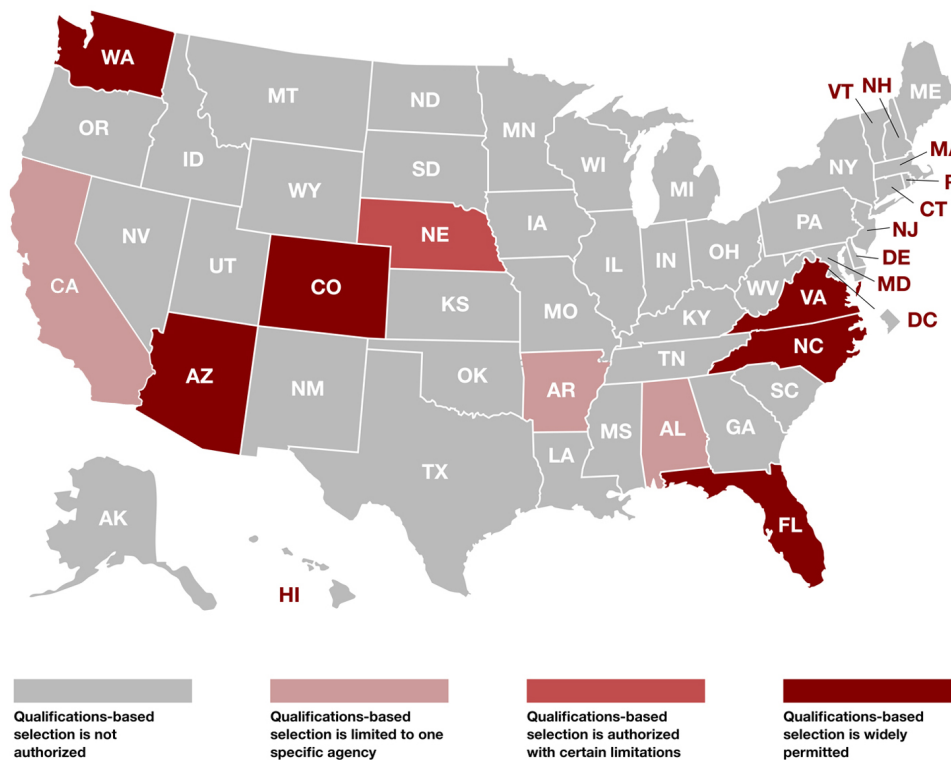 WA
MT
ND
MN
VT
NH
ME
OR
ID
SD
WI
NY
MA
WY
MI
R
CT
IA
PA
NJ
NV
NE
OH
DE
UT
IL
IN
MD
CA
CO
WV
VA
KS
MO
KY
DC
NC
TN
AZ
OK
NM
AR
SC
MS
AL
GA
LA
TX
AK
FL
HI
Qualifications-based
selection is not
authorized
Qualifications-based
selection is limited to one
specific agency
Qualifications-based
selection is authorized
with certain limitations
Qualifications-based
selection is widely
permitted